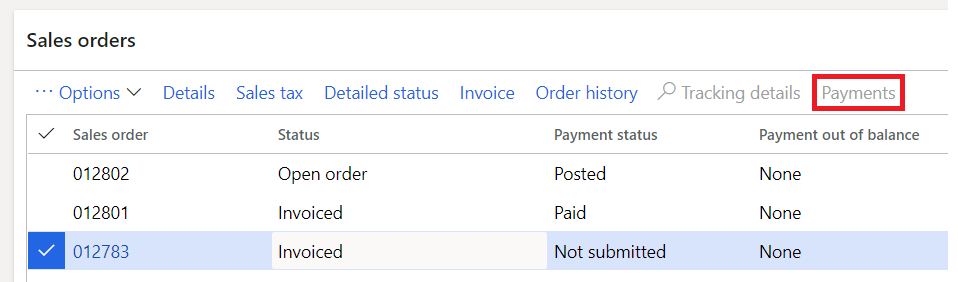 Sales orders
··· Options Details Sales tax Detailed status Invoice Order history Tracking details Payments
Sales order Status Payment status Payment out of balance
012802 Open order Posted None
012801 Invoiced Paid None
012783 Invoiced Not submitted None